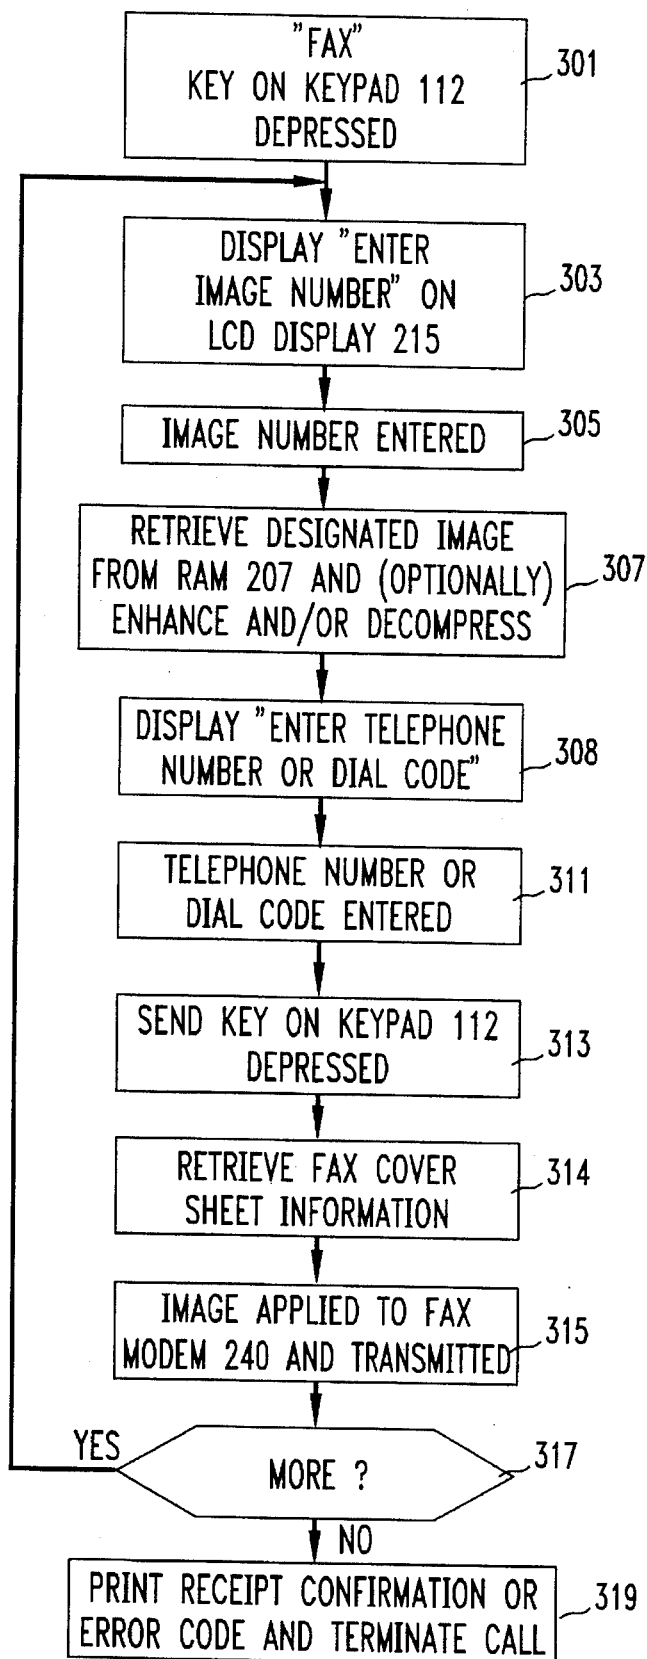 "FAX"
KEY ON KEYPAD 112
DEPRESSED
301
DISPLAY "ENTER
IMAGE NUMBER" ON
LCD DISPLAY 215
303
IMAGE NUMBER ENTERED
305
RETRIEVE DESIGNATED IMAGE
FROM RAM 207 AND (OPTIONALLY)
ENHANCE AND/OR DECOMPRESS
307
DISPLAY "ENTER TELEPHONE
NUMBER OR DIAL CODE"
308
TELEPHONE NUMBER OR
DIAL CODE ENTERED
311
SEND KEY ON KEYPAD 112
DEPRESSED
313
RETRIEVE FAX COVER
SHEET INFORMATION
314
IMAGE APPLIED TO FAX
MODEM 240 AND TRANSMITTED
315
YES
MORE ?
317
NO
PRINT RECEIPT CONFIRMATION OR
ERROR CODE AND TERMINATE CALL
319